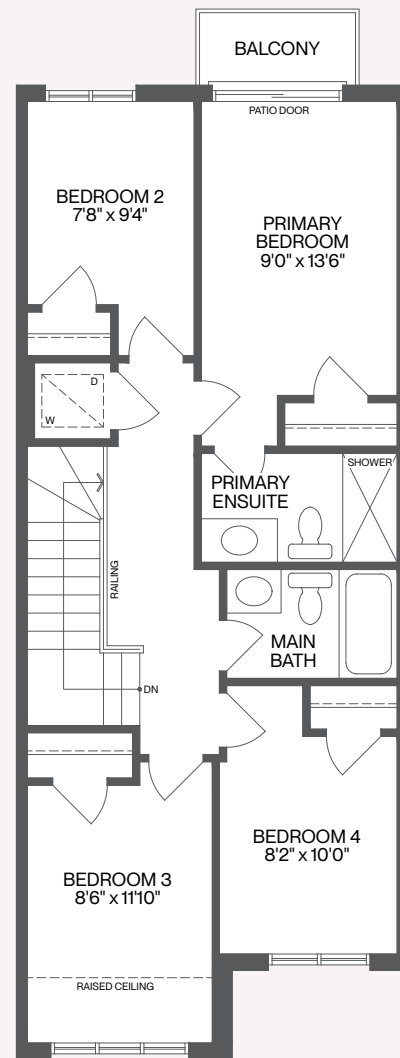 BALCONY
PATIO DOOR
BEDROOM 2
7'8" x 9'4"
PRIMARY
BEDROOM
9'0" x 13'6"
D
W
SHOWER
PRIMARY
ENSUITE
RAILING
MAIN
BATH
DN
BEDROOM 4
8'2" x 10'0"
BEDROOM 3
8'6" x 11'10"
RAISED CEILING